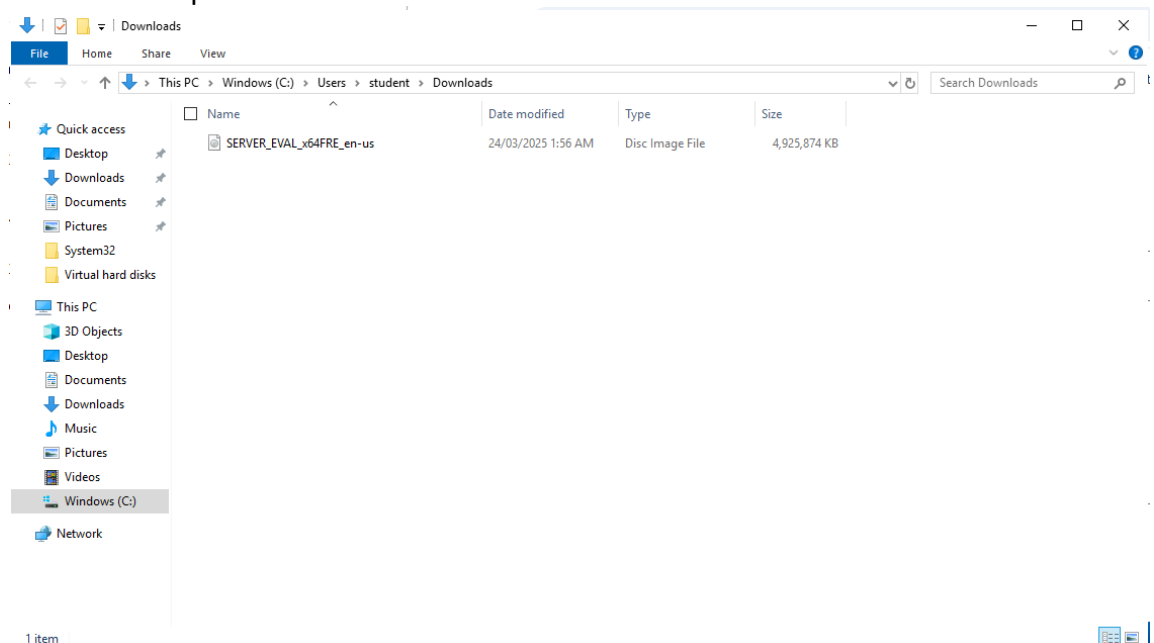 Downloads
File Home Share View
This PC > Windows (C:) > Users > student > Downloads
Search Downloads
Name Date modified Type Size
SERVER_EVAL_x64FRE_en-us 24/03/2025 1:56 AM Disc Image File 4,925,874 KB
Quick access
Desktop
Downloads
Documents
Pictures
System32
Virtual hard disks
This PC
3D Objects
Desktop
Documents
Downloads
Music
Pictures
Videos
Windows (C:)
Network
1 item